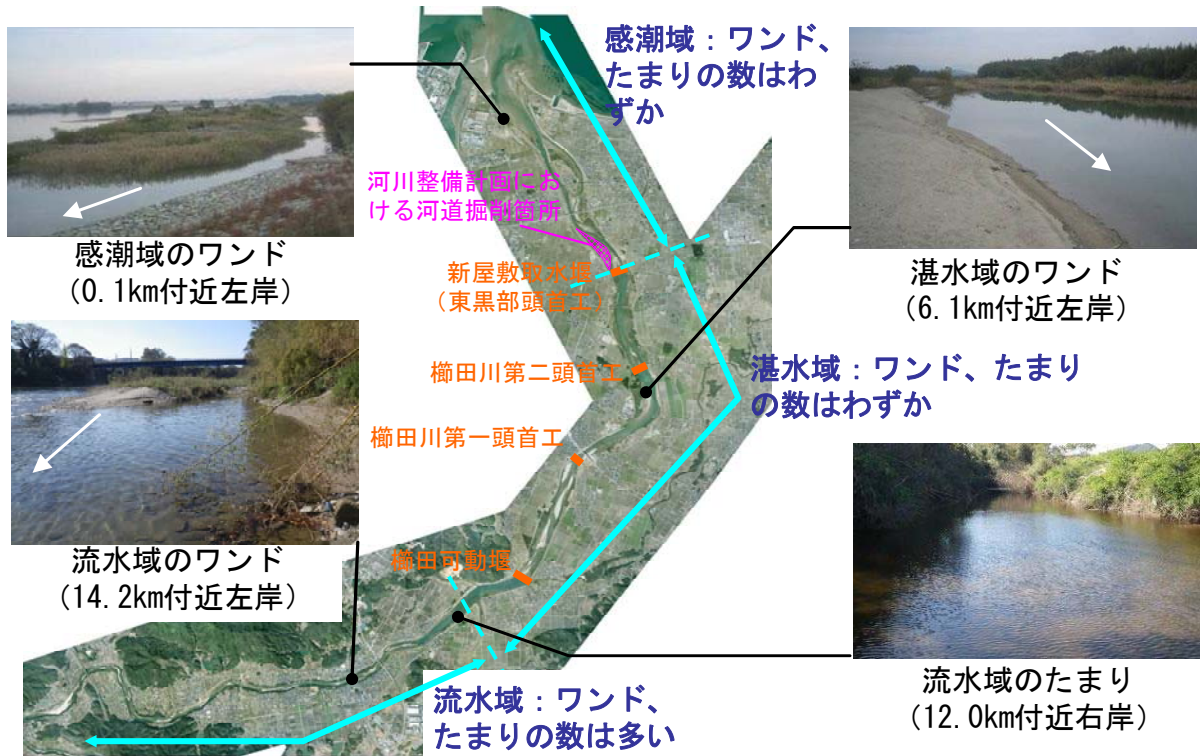 感潮域：ワンド、
たまりの数はわ
ずか
河川整備計画にお
ける河道掘削箇所
感潮域のワンド
（0.1km付近左岸）
新屋敷取水堰
（東黒部頭首工）
湛水域のワンド
（6.1km付近左岸）
櫛田川第二頭首工
湛水域：ワンド、たまり
の数はわずか
櫛田川第一頭首工
流水域のワンド
（14.2km付近左岸）
櫛田可動堰
流水域：ワンド、
たまりの数は多い
流水域のたまり
（12.0km付近右岸）